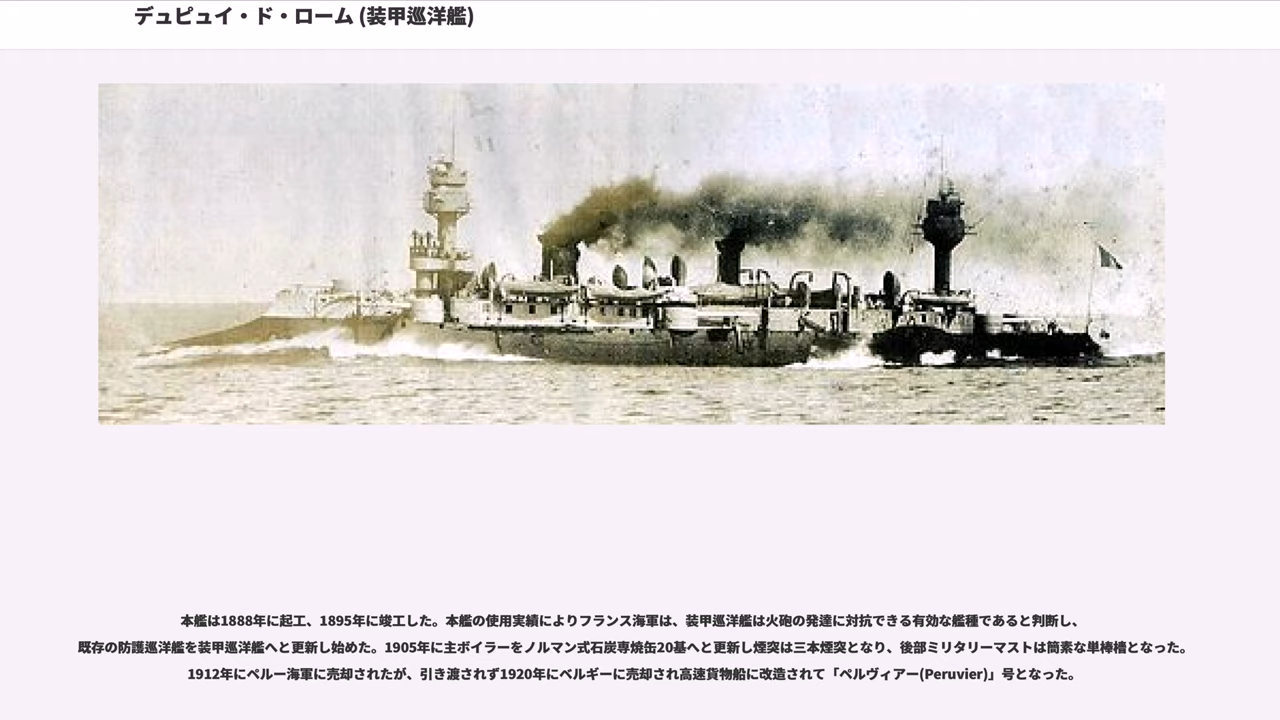 デュピュイ・ド・ローム (装甲巡洋艦)
本艦は1888年に起工、1895年に竣工した。本艦の使用実績によりフランス海軍は、装甲巡洋艦は火砲の発達に対抗できる有効な艦種であると判断し、
既存の防護巡洋艦を装甲巡洋艦へと更新し始めた。1905年に主ボイラーをノルマン式石炭専焼缶20基へと更新し煙突は三本煙突となり、後部ミリタリーマストは簡素な単棒檣となった。
1912年にペルー海軍に売却されたが、引き渡されず1920年にベルギーに売却され高速貨物船に改造されて「ペルヴィアー(Peruvier)」号となった。